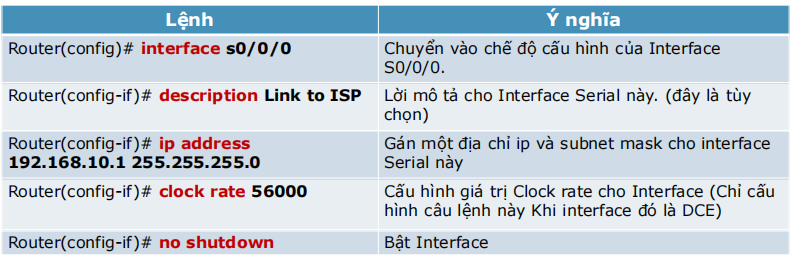 Lệnh
Ý nghĩa
Router(config)# interface s0/0/0
Chuyển vào chế độ cấu hình của Interface
S0/0/0.
Router(config-if)# description Link to ISP
Lời mô tả cho Interface Serial này. (đây là tùy
chọn)
Router(config-if)# ip address
192.168.10.1 255.255.255.0
Gán một địa chỉ ip và subnet mask cho interface
Serial này
Router(config-if)# clock rate 56000
Cấu hình giá trị Clock rate cho Interface (Chỉ cấu
hình câu lệnh này Khi interface đó là DCE)
Router(config-if)# no shutdown
Bật Interface